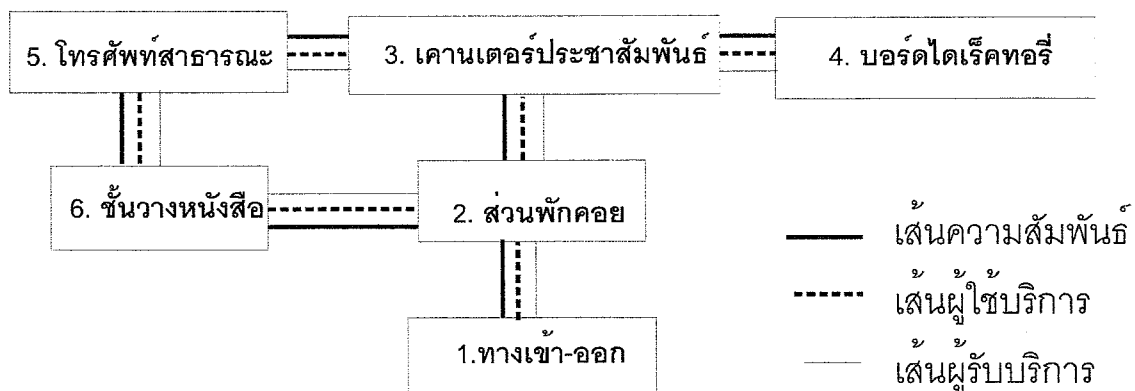 5. โทรศัพท์สาธารณะ
3. เคานเตอร์ประชาสัมพันธ์
4. บอร์ดไดเร็คทอรี่
6. ชั้นวางหนังสือ
2. ส่วนพักคอย
1.ทางเข้า-ออก
เส้นความสัมพันธ์
เส้นผู้ใช้บริการ
เส้นผู้รับบริการ